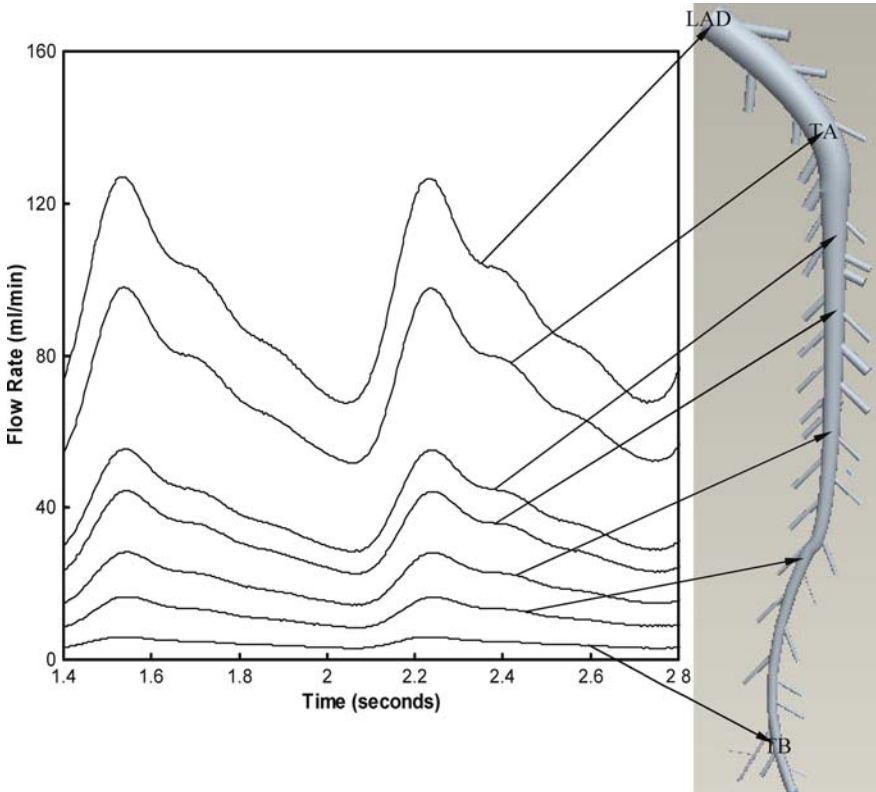 LAD
TA
TB
160
120
80
40
0
Flow Rate (ml/min)
1.4 1.6 1.8 2 2.2 2.4 2.6 2.8
Time (seconds)